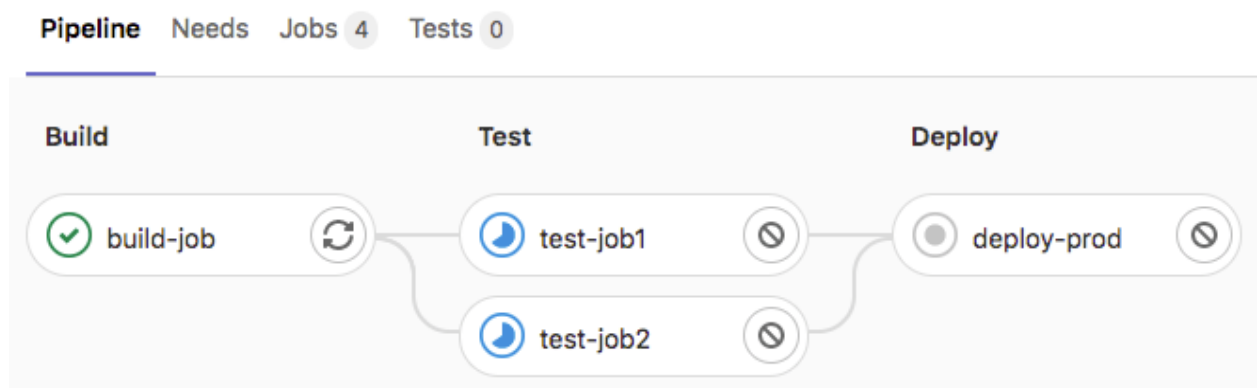 Pipeline Needs Jobs 4 Tests 0
Build Test Deploy
build-job test-job1 deploy-prod
test-job2